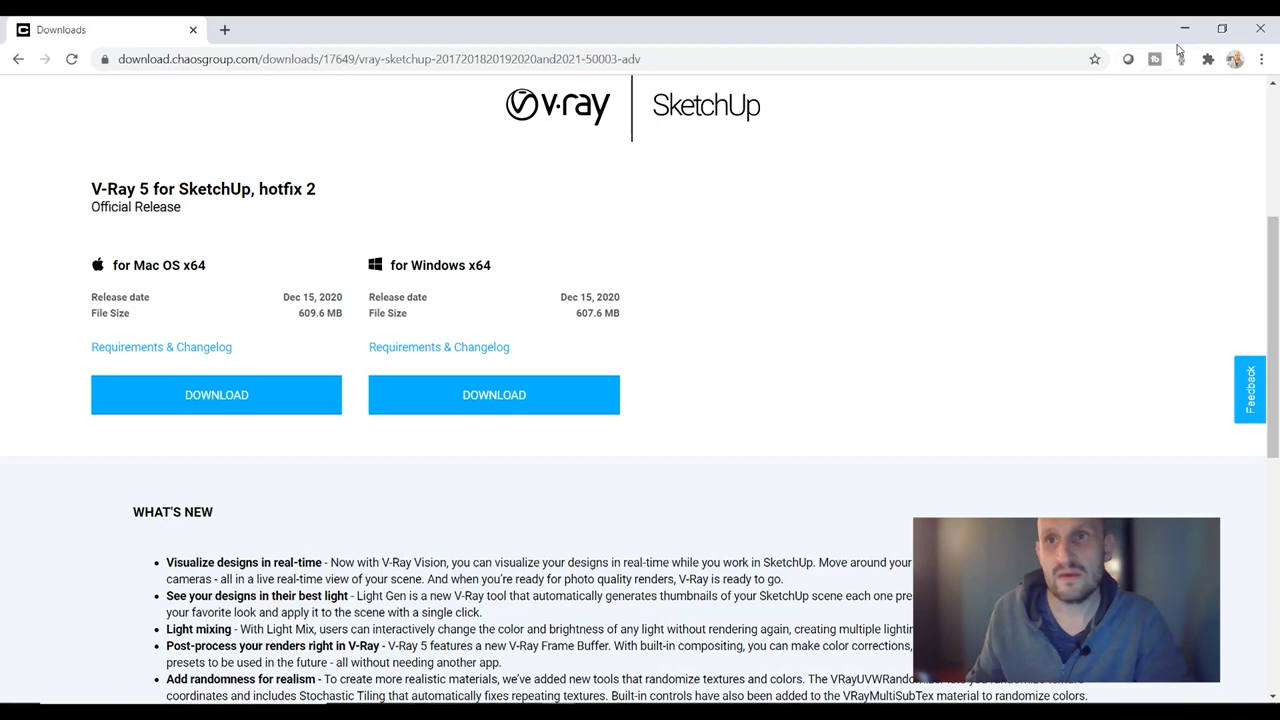 Downloads
download.chaosgroup.com/downloads/17649/vray-sketchup-2017201820192020and2021-50003-adv
v·ray | SketchUp
V-Ray 5 for SketchUp, hotfix 2
Official Release
for Mac OS x64
Release date Dec 15, 2020
File Size 609.6 MB
Requirements & Changelog
DOWNLOAD
for Windows x64
Release date Dec 15, 2020
File Size 607.6 MB
Requirements & Changelog
DOWNLOAD
Feedback
WHAT'S NEW
• Visualize designs in real-time - Now with V-Ray Vision, you can visualize your designs in real-time while you work in SketchUp. Move around your
cameras - all in a live real-time view of your scene. And when you're ready for photo quality renders, V-Ray is ready to go.
• See your designs in their best light - Light Gen is a new V-Ray tool that automatically generates thumbnails of your SketchUp scene each one pre
your favorite look and apply it to the scene with a single click.
• Light mixing - With Light Mix, users can interactively change the color and brightness of any light without rendering again, creating multiple
• Post-process your renders right in V-Ray - V-Ray 5 features a new V-Ray Frame Buffer. With built-in compositing, you can make color corrections,
presets to be used in the future - all without needing another app.
• Add randomness for realism - To create more realistic materials, we've added new tools that randomize textures and colors. The
coordinates and includes Stochastic Tiling that automatically fixes repeating textures. Built-in controls have also been added to the VRayMultiSubTex material to randomize colors.